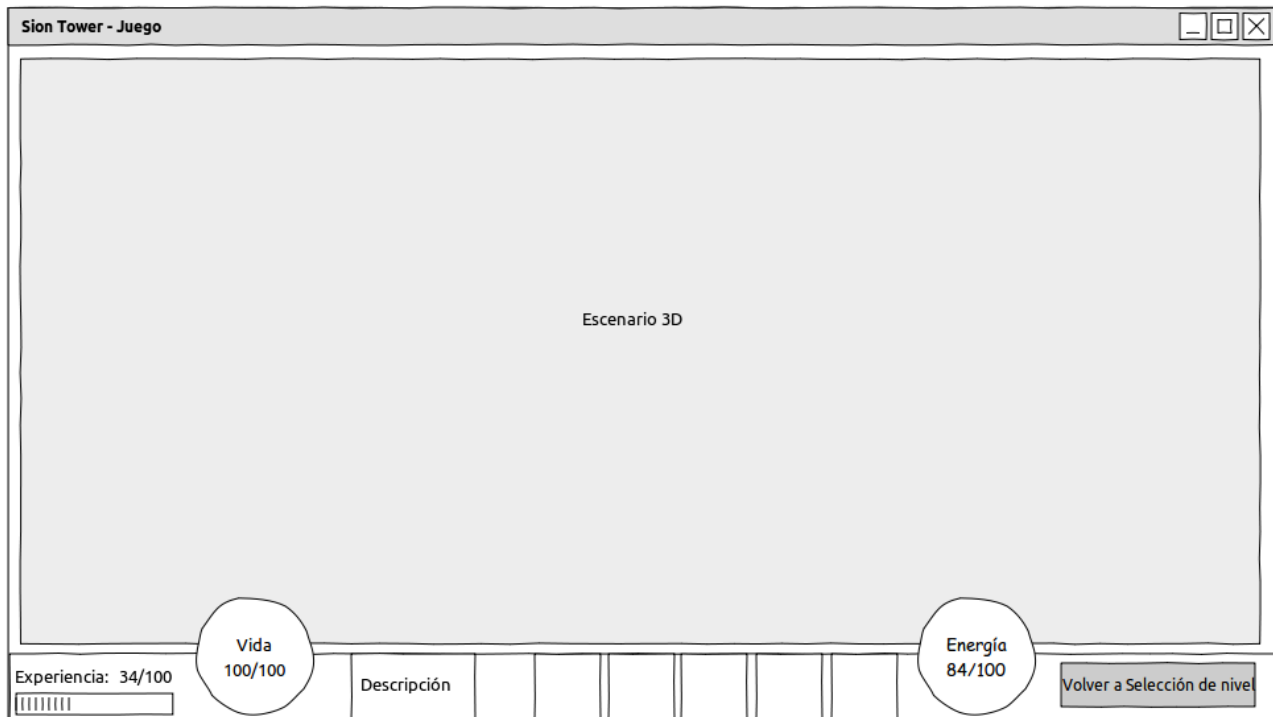 Sion Tower - Juego
Escenario 3D
Vida
100/100
Energía
84/100
Experiencia: 34/100
Descripción
Volver a Selección de nivel